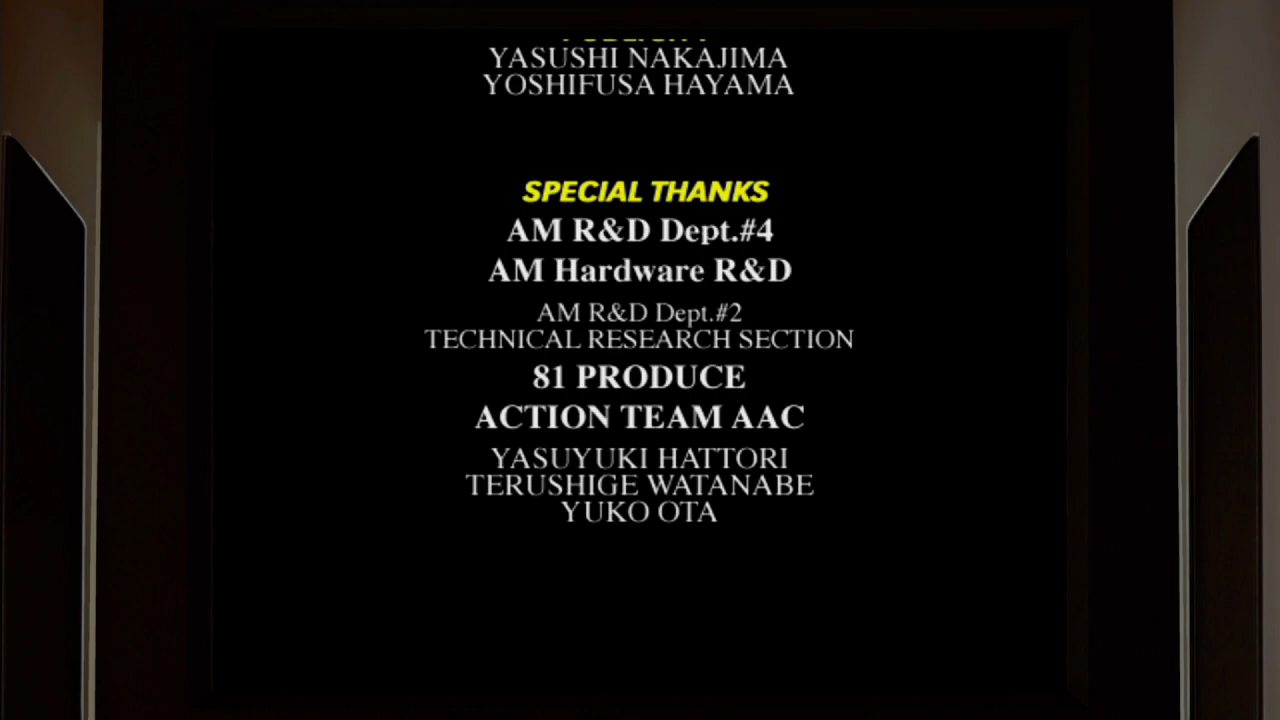 YASUSHI NAKAJIMA
YOSHIFUSA HAYAMA
SPECIAL THANKS
AM R&D Dept.#4
AM Hardware R&D
AM R&D Dept.#2
TECHNICAL RESEARCH SECTION
81 PRODUCE
ACTION TEAM AAC
YASUYUKI HATTORI
TERUSHIGE WATANABE
YUKO OTA